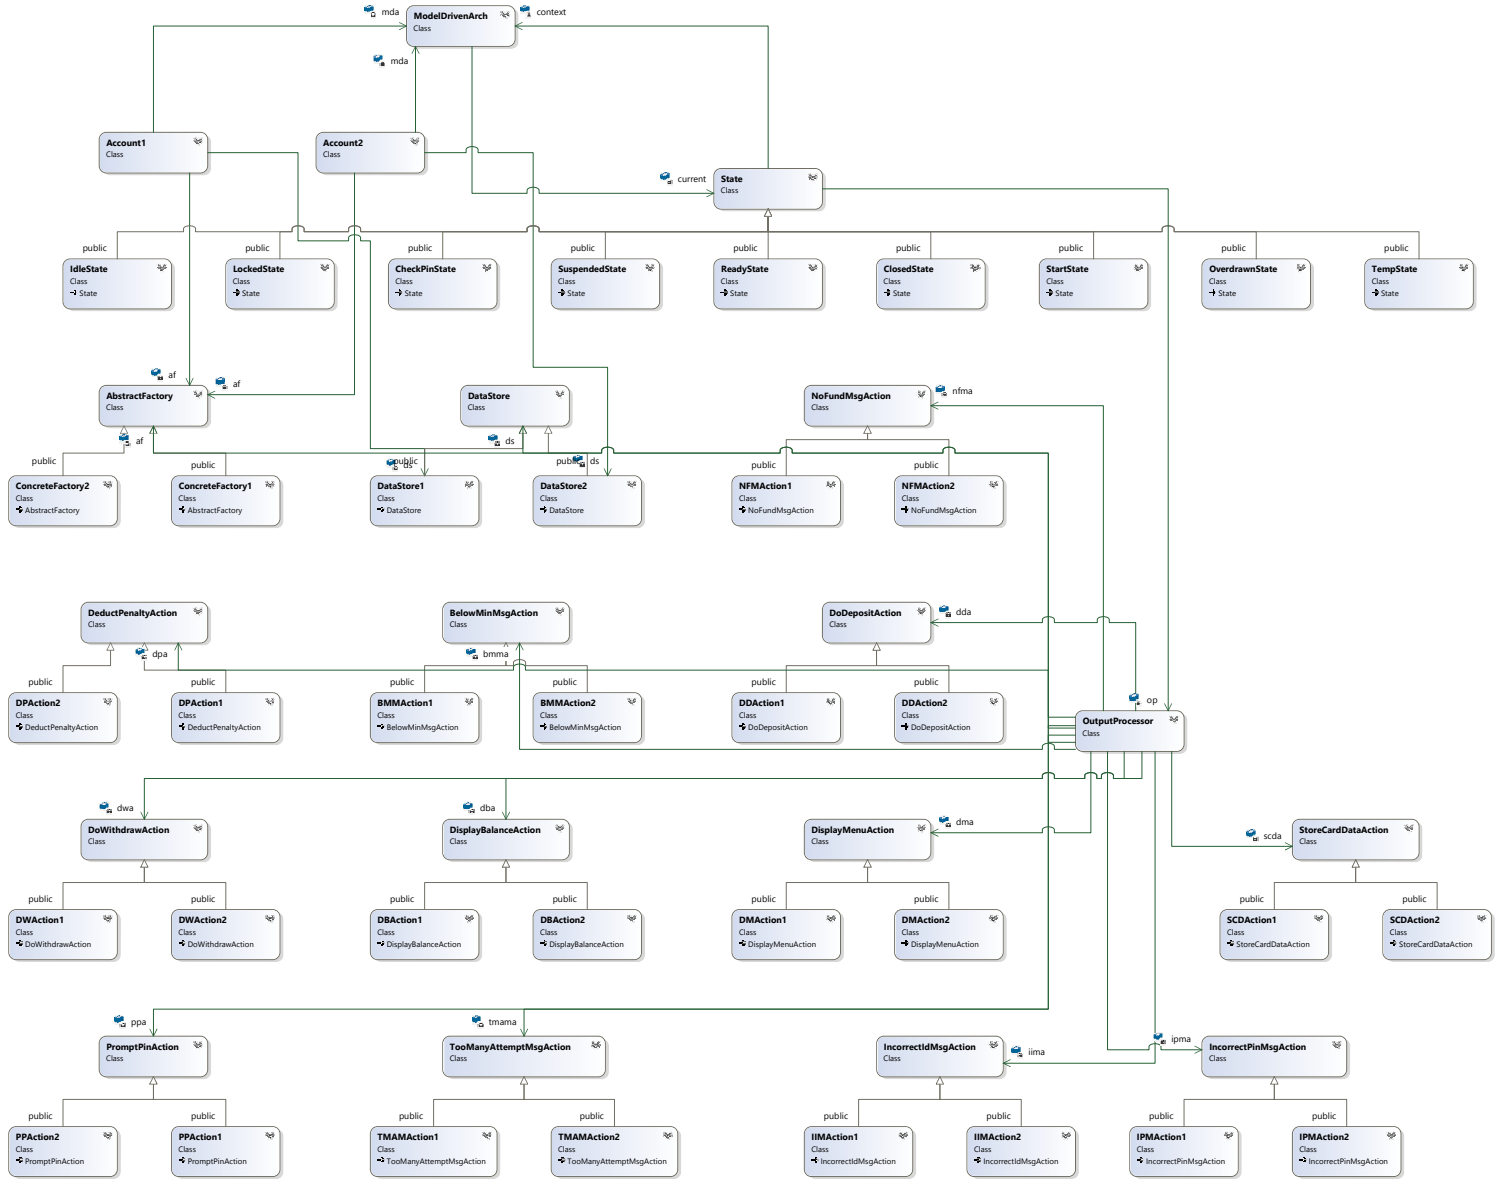 mda
ModelDrivenArch
Class
context
mda
Account1
Class
Account2
Class
current
State
Class
public
public
public
public
public
public
public
public
public
IdleState
Class
State
LockedState
Class
State
CheckPinState
Class
State
SuspendedState
Class
State
ReadyState
Class
State
ClosedState
Class
State
StartState
Class
State
OverdrawnState
Class
State
TempState
Class
State
af
af
AbstractFactory
Class
DataStore
Class
NoFundMsgAction
Class
nfma
af
ds
public
public
public
ds
public
ds
public
public
ConcreteFactory2
Class
AbstractFactory
ConcreteFactory1
Class
AbstractFactory
DataStore1
Class
DataStore
DataStore2
Class
DataStore
NFMAction1
Class
NoFundMsgAction
NFMAction2
Class
NoFundMsgAction
DeductPenaltyAction
Class
BelowMinMsgAction
Class
DoDepositAction
Class
dda
dpa
bmma
public
public
public
public
public
public
DPAction2
Class
DeductPenaltyAction
DPAction1
Class
DeductPenaltyAction
BMMAction1
Class
BelowMinMsgAction
BMMAction2
Class
BelowMinMsgAction
DDAction1
Class
DoDepositAction
DDAction2
Class
DoDepositAction
op
OutputProcessor
Class
dwa
dba
dma
scda
DoWithdrawAction
Class
DisplayBalanceAction
Class
DisplayMenuAction
Class
StoreCardDataAction
Class
public
public
public
public
public
public
public
public
DWAction1
Class
DoWithdrawAction
DWAction2
Class
DoWithdrawAction
DBAction1
Class
DisplayBalanceAction
DBAction2
Class
DisplayBalanceAction
DMAction1
Class
DisplayMenuAction
DMAction2
Class
DisplayMenuAction
SCDAction1
Class
StoreCardDataAction
SCDAction2
Class
StoreCardDataAction
ppa
tmama
iima
ipma
PromptPinAction
Class
TooManyAttemptMsgAction
Class
IncorrectIdMsgAction
Class
IncorrectPinMsgAction
Class
public
public
public
public
public
public
public
public
PPAction2
Class
PromptPinAction
PPAction1
Class
PromptPinAction
TMAMAction1
Class
TooManyAttemptMsgAction
TMAMAction2
Class
TooManyAttemptMsgAction
IIMAction1
Class
IncorrectIdMsgAction
IIMAction2
Class
IncorrectIdMsgAction
IPMAction1
Class
IncorrectPinMsgAction
IPMAction2
Class
IncorrectPinMsgAction